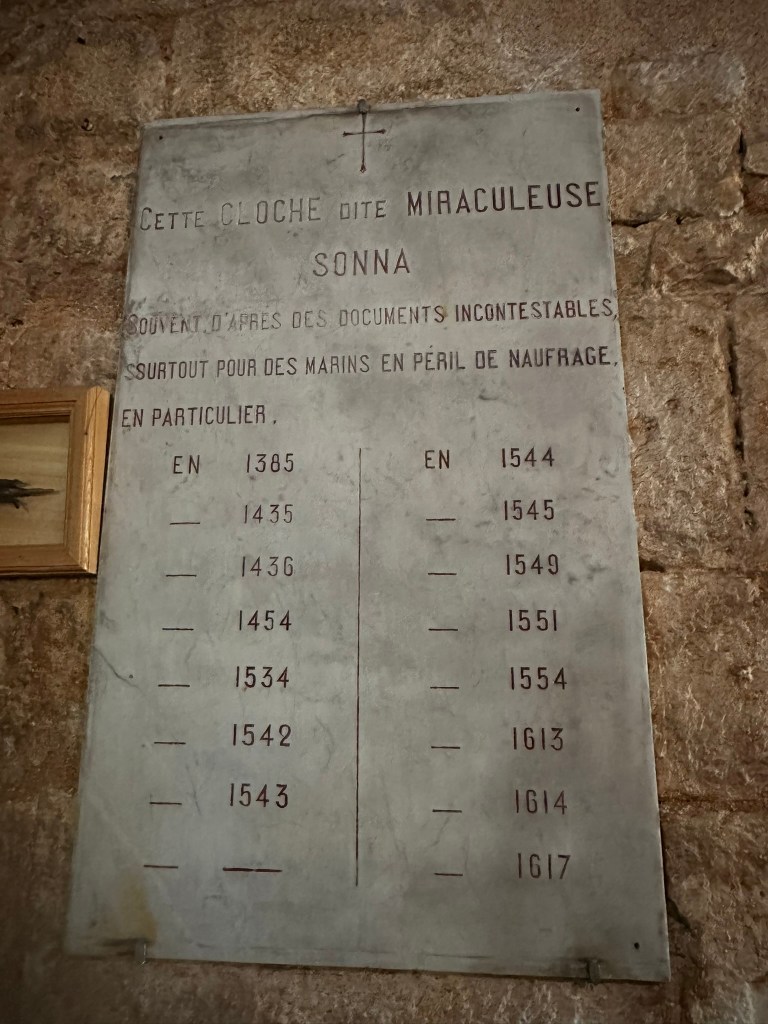 CETTE CLOCHE DITE MIRACULEUSE
SONNA
SOUVENT, D'APRÈS DES DOCUMENTS INCONTESTABLES,
SURTOUT POUR DES MARINS EN PÉRIL DE NAUFRAGE.
EN PARTICULIER.
EN 1385 EN 1544
— 1435 — 1545
— 1436 — 1549
— 1454 — 1551
— 1534 — 1554
— 1542 — 1613
— 1543 — 1614
— — — 1617